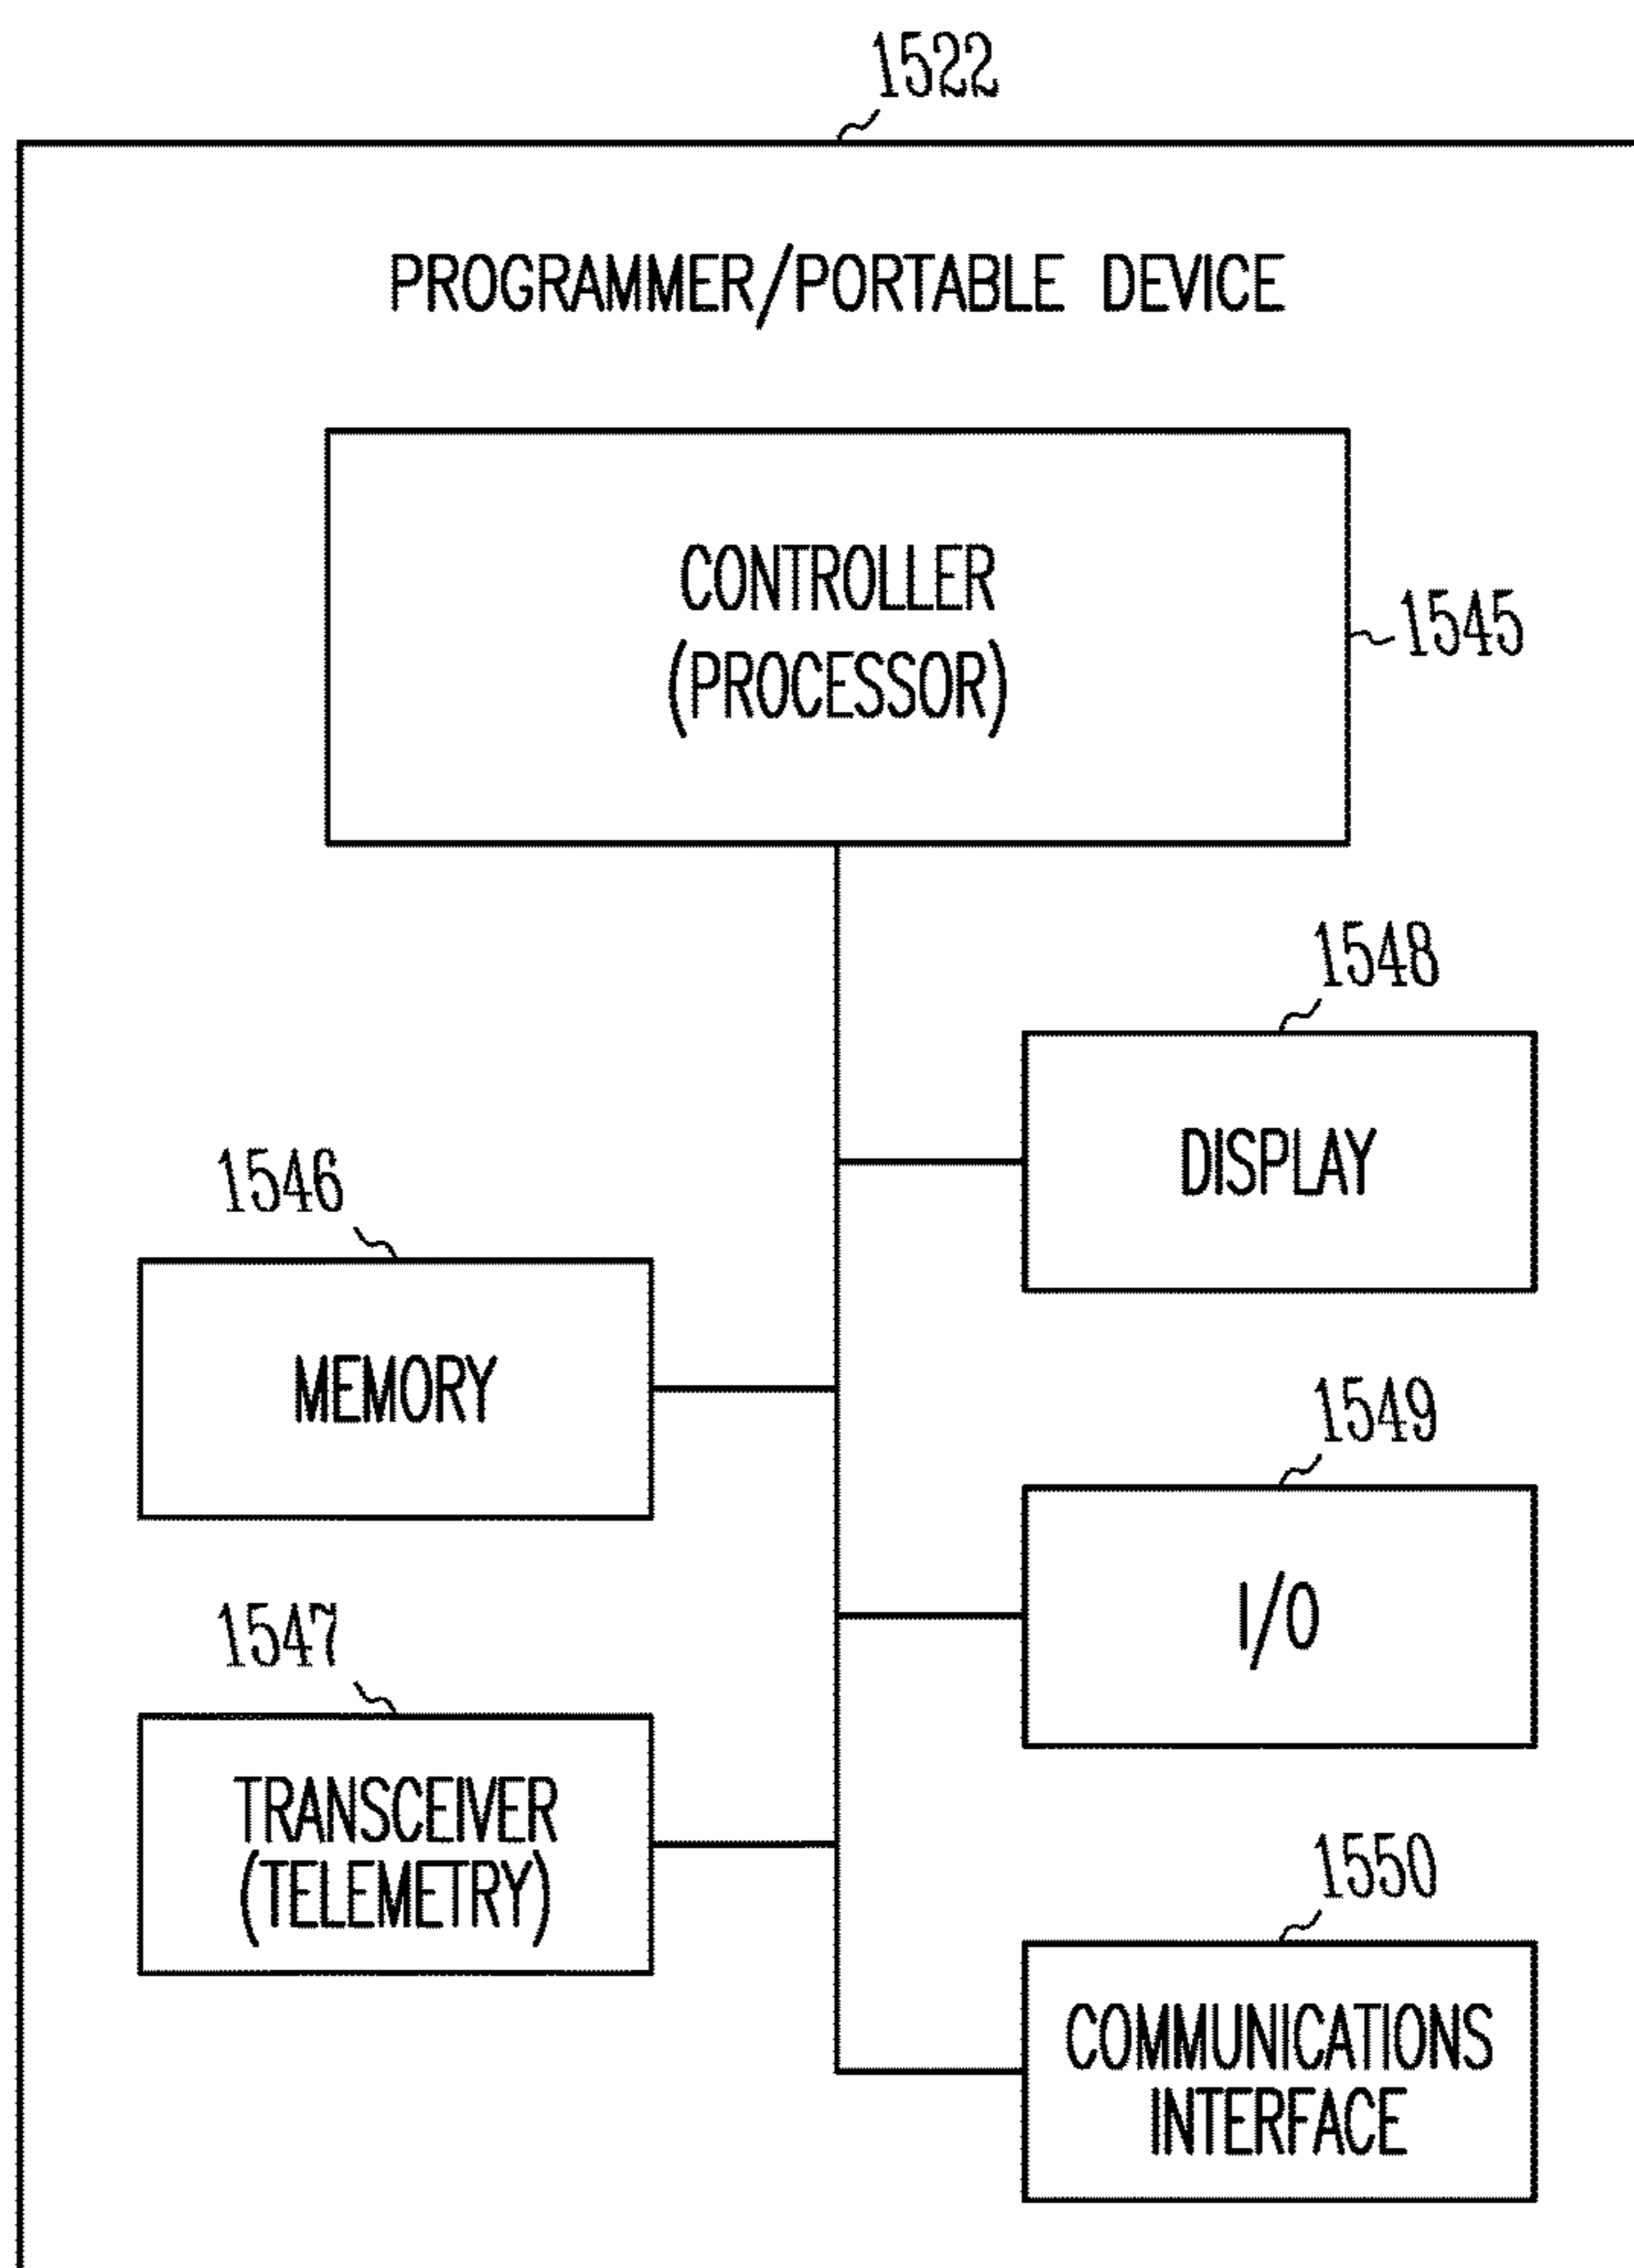 1522
PROGRAMMER/PORTABLE DEVICE
CONTROLLER
(PROCESSOR)
1545
1548
DISPLAY
1546
MEMORY
1549
I/O
1547
TRANSCEIVER
(TELEMETRY)
1550
COMMUNICATIONS
INTERFACE